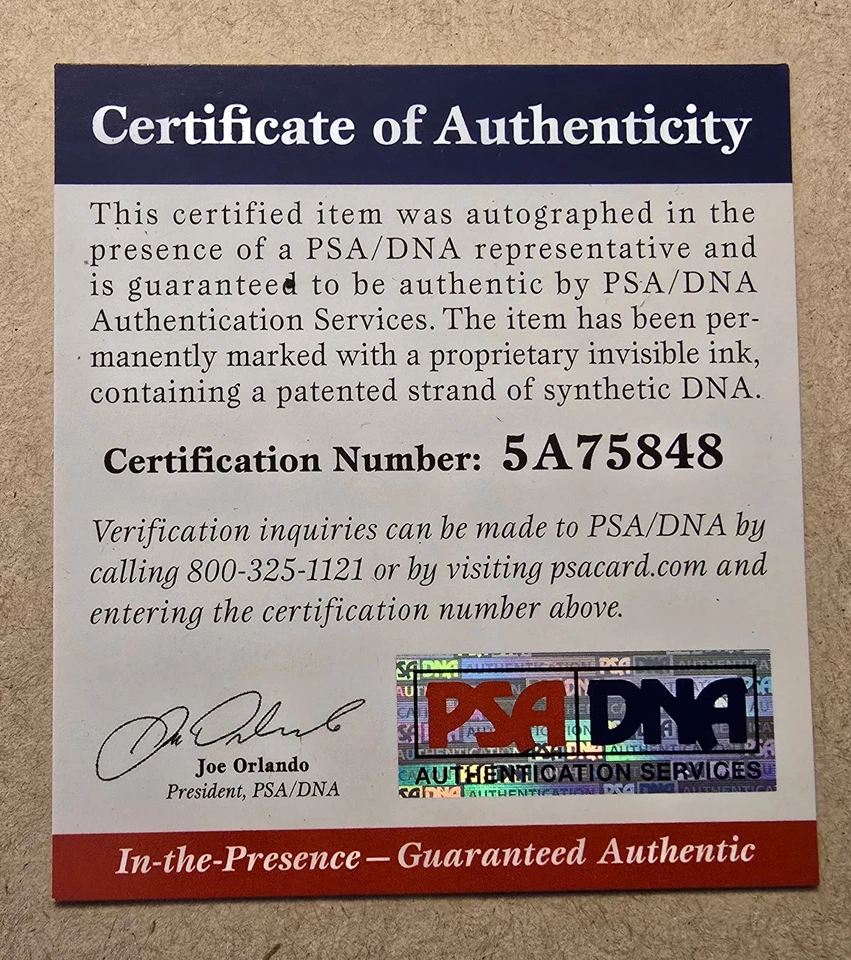 Certificate of Authenticity
This certified item was autographed in the
presence of a PSA/DNA representative and
is guaranteed to be authentic by PSA/DNA
Authentication Services. The item has been per-
manently marked with a proprietary invisible ink,
containing a patented strand of synthetic DNA.
Certification Number: 5A75848
Verification inquiries can be made to PSA/DNA by
calling 800-325-1121 or by visiting psacard.com and
entering the certification number above.
Joe Orlando
President, PSA/DNA
PSA DNA
AUTHENTICATION SERVICES
In-the-Presence — Guaranteed Authentic